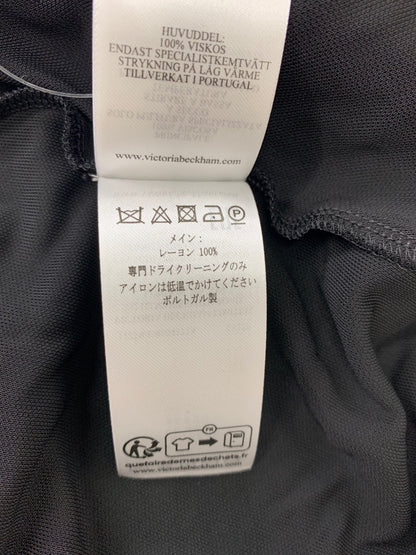 HUVUDDEL:
100% VISKOS
ENDAST SPECIALISTKEMTVÄTT
STRYKNING PÅ LÅG VÄRME
TILLVERKAT I PORTUGAL
www.victoriabeckham.com
P
メイン：
レーヨン 100%
専門ドライクリーニングのみ
アイロンは低温でかけてください
ポルトガル製
FR
quefairedemesdechets.fr
www.victoriabeckham.com